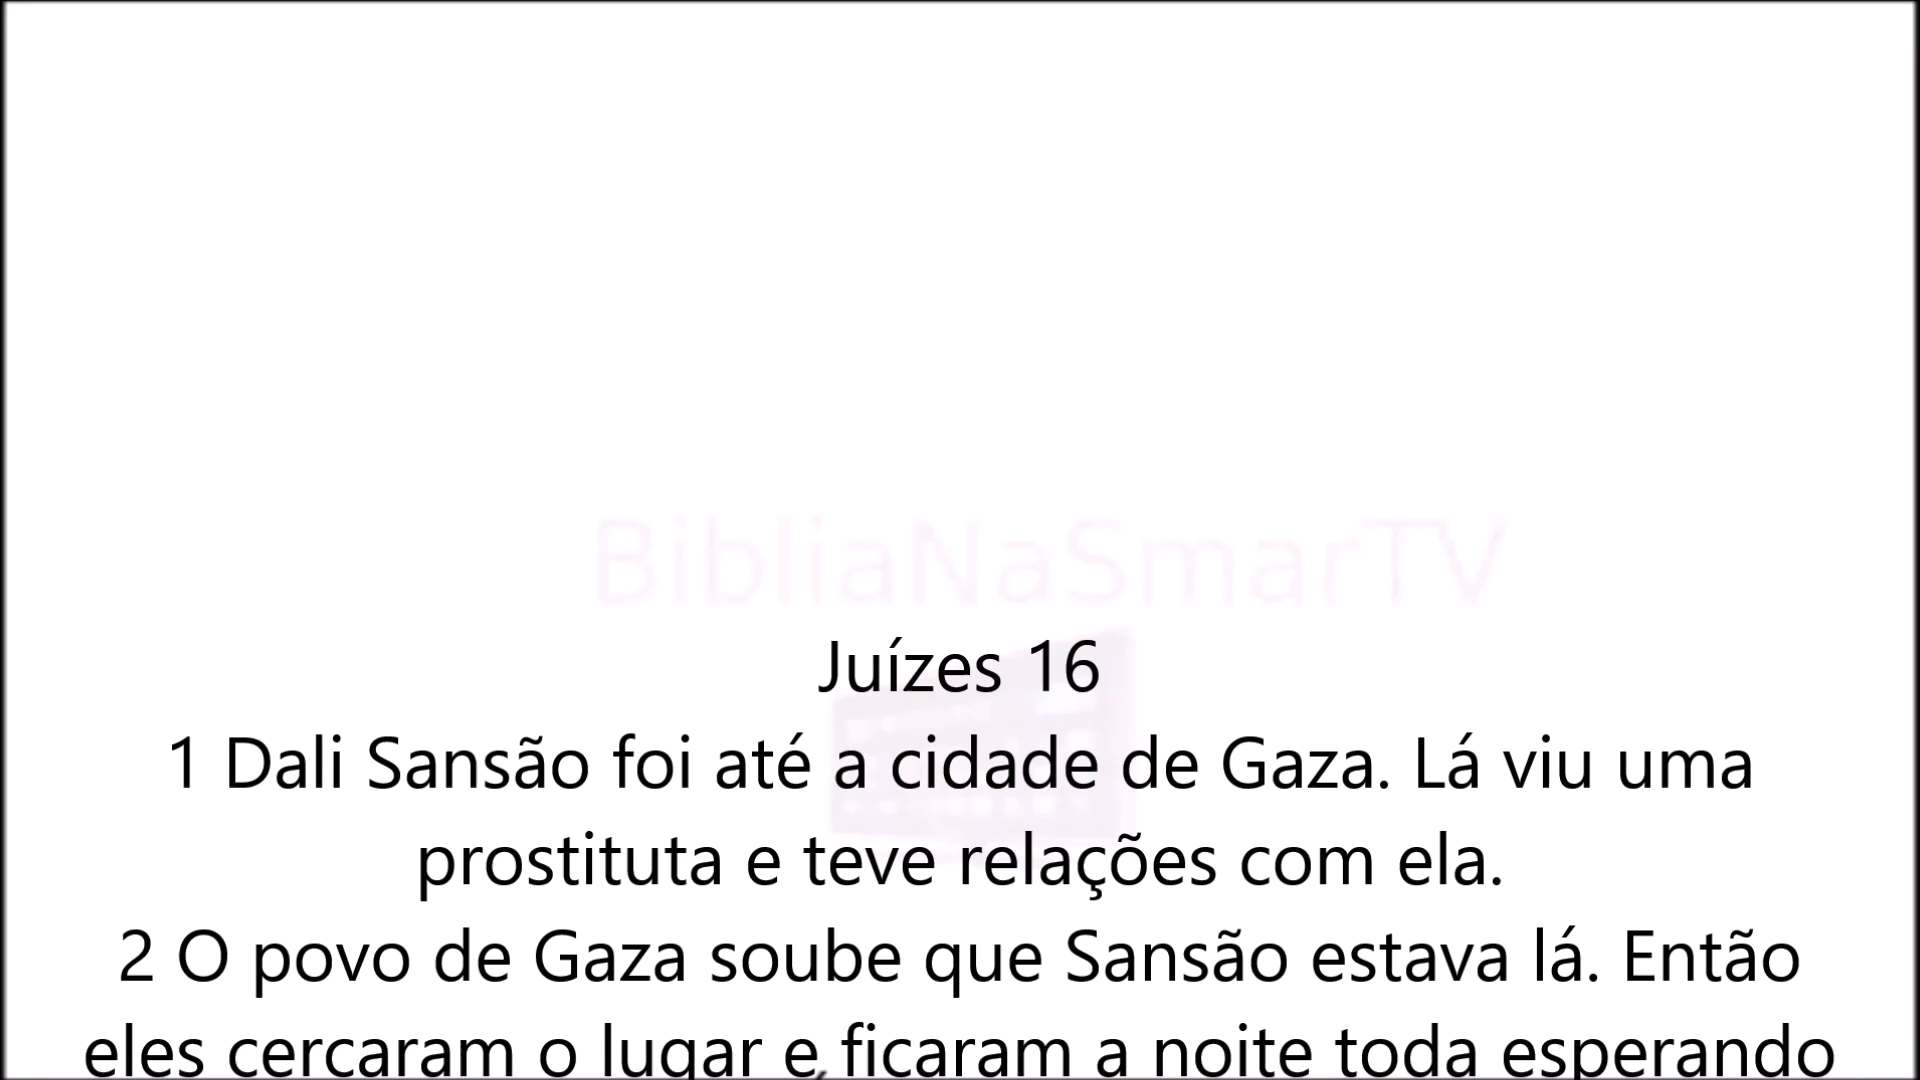 BibliaNaSmarTV
Juízes 16
1 Dali Sansão foi até a cidade de Gaza. Lá viu uma
prostituta e teve relações com ela.
2 O povo de Gaza soube que Sansão estava lá. Então
eles cercaram o lugar e ficaram a noite toda esperando